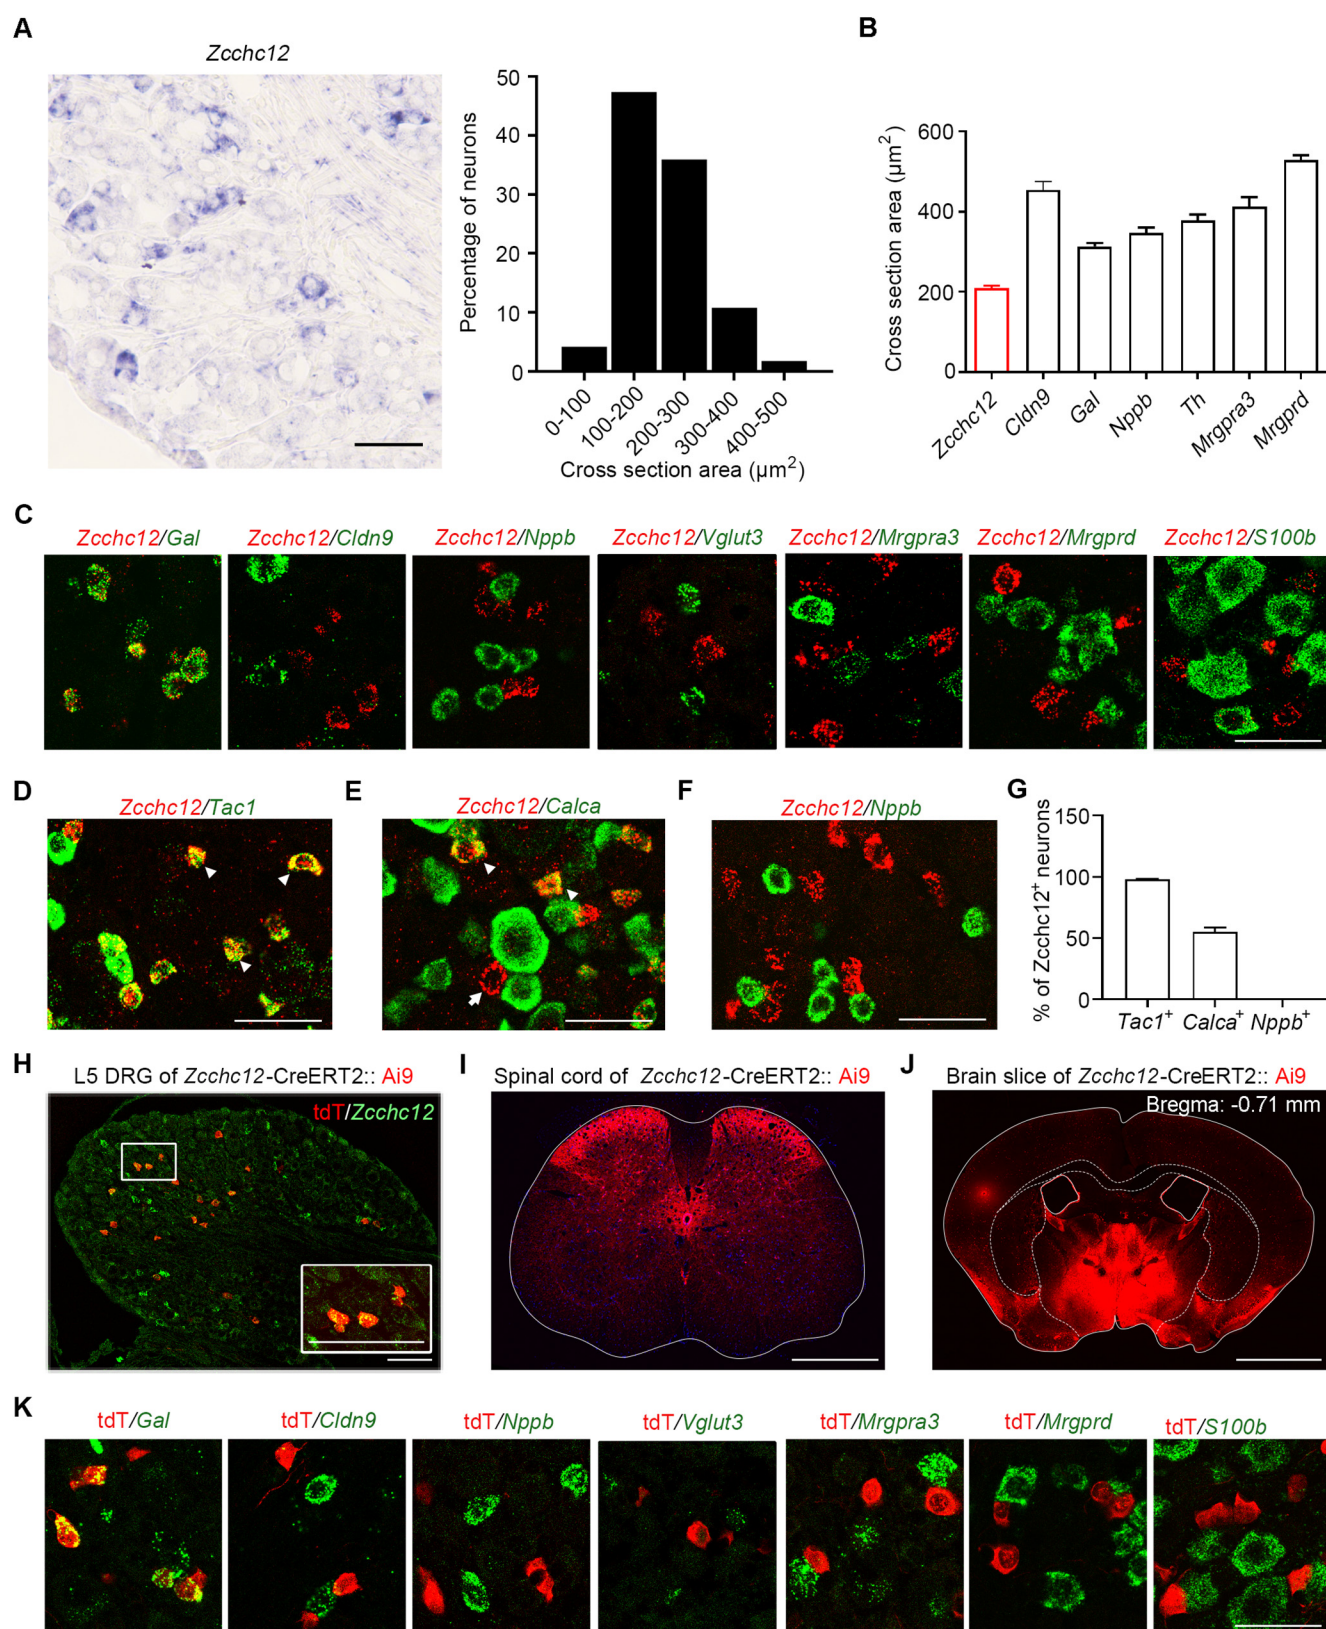 A
B
Zcchc12
Percentage of neurons
50
40
30
20
10
0
0-100
100-200
200-300
300-400
400-500
Cross section area (µm²)
Cross section area (µm²)
600
400
200
0
Zcchc12
Cldn9
Gal
Nppb
Th
Mrgpra3
Mrgprd
C
Zcchc12/Gal
Zcchc12/Cldn9
Zcchc12/Nppb
Zcchc12/Vglut3
Zcchc12/Mrgpra3
Zcchc12/Mrgprd
Zcchc12/S100b
D
Zcchc12/Tac1
E
Zcchc12/Calca
F
Zcchc12/Nppb
G
% of Zcchc12⁺ neurons
150
100
50
0
Tac1⁺ Calca⁺ Nppb⁺
H
L5 DRG of Zcchc12-CreERT2:: Ai9
tdT/Zcchc12
I
Spinal cord of Zcchc12-CreERT2:: Ai9
J
Brain slice of Zcchc12-CreERT2:: Ai9
Bregma: -0.71 mm
K
tdT/Gal
tdT/Cldn9
tdT/Nppb
tdT/Vglut3
tdT/Mrgpra3
tdT/Mrgprd
tdT/S100b